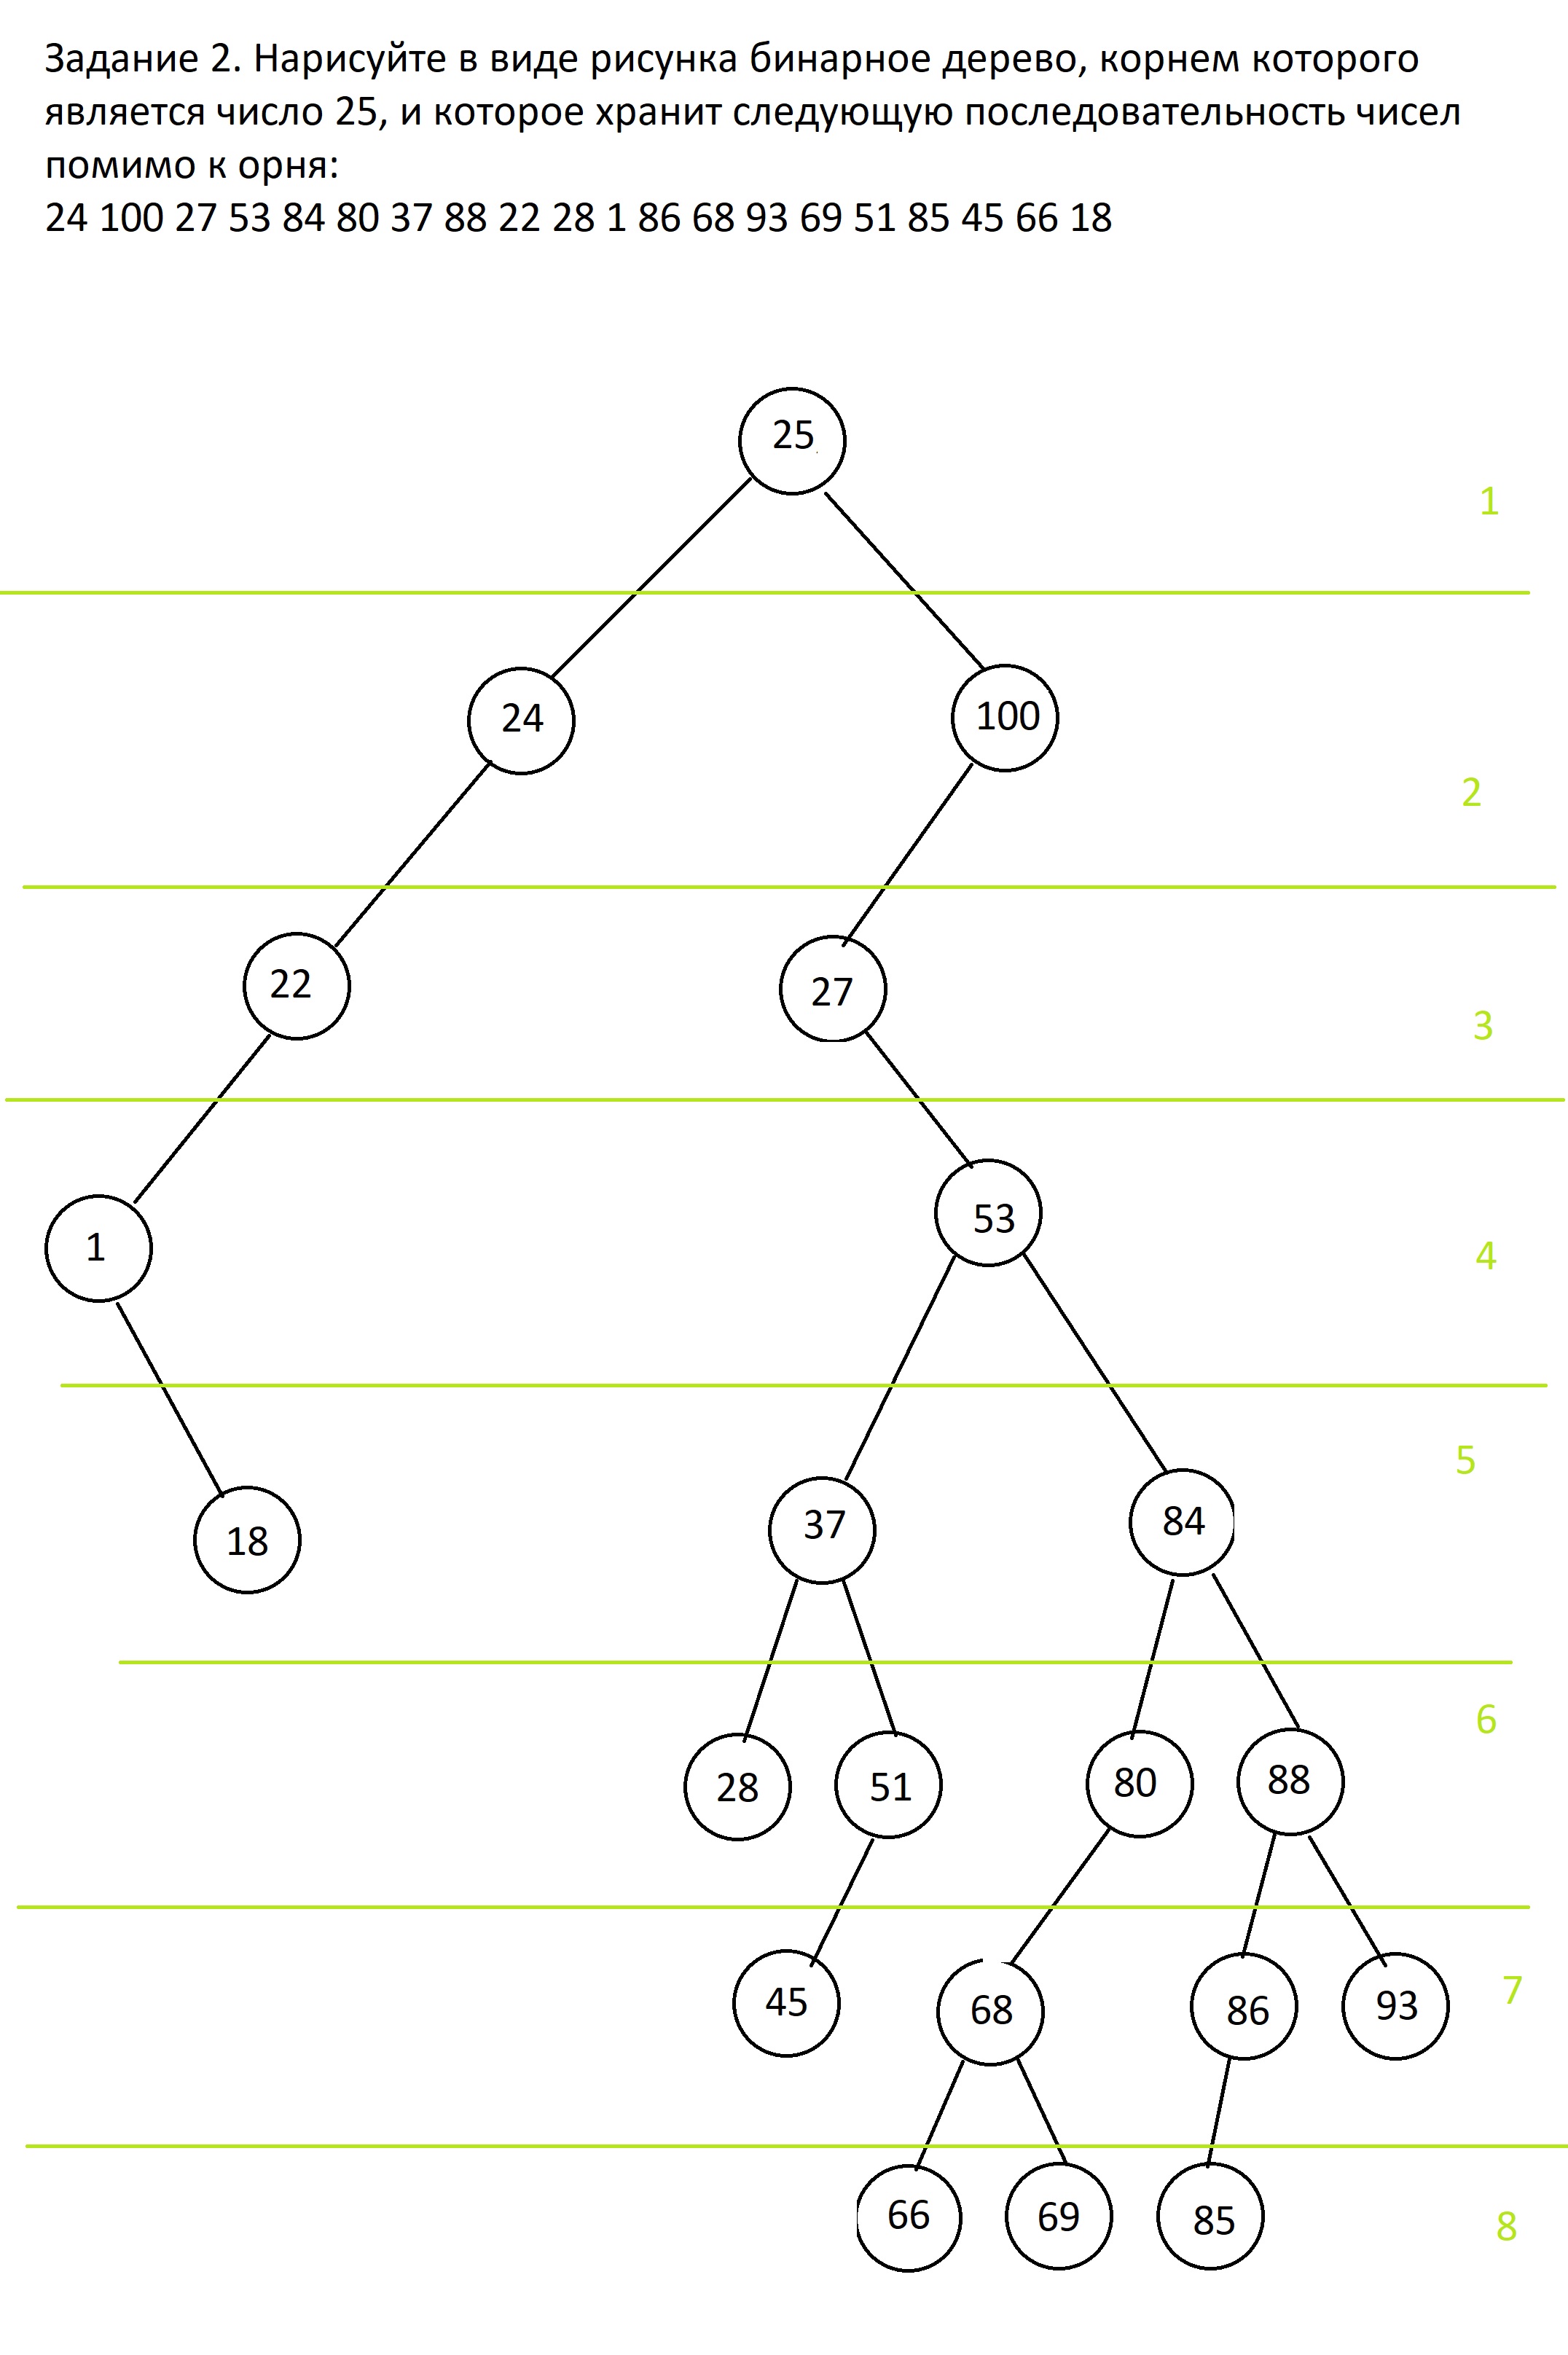 Задание 2. Нарисуйте в виде рисунка бинарное дерево, корнем которого
является число 25, и которое хранит следующую последовательность чисел
помимо к орня:
24 100 27 53 84 80 37 88 22 28 1 86 68 93 69 51 85 45 66 18
25
1
24 100
2
22 27
3
1 53
4
5
18 37 84
6
28 51 80 88
7
45 68 86 93
66 69 85
8